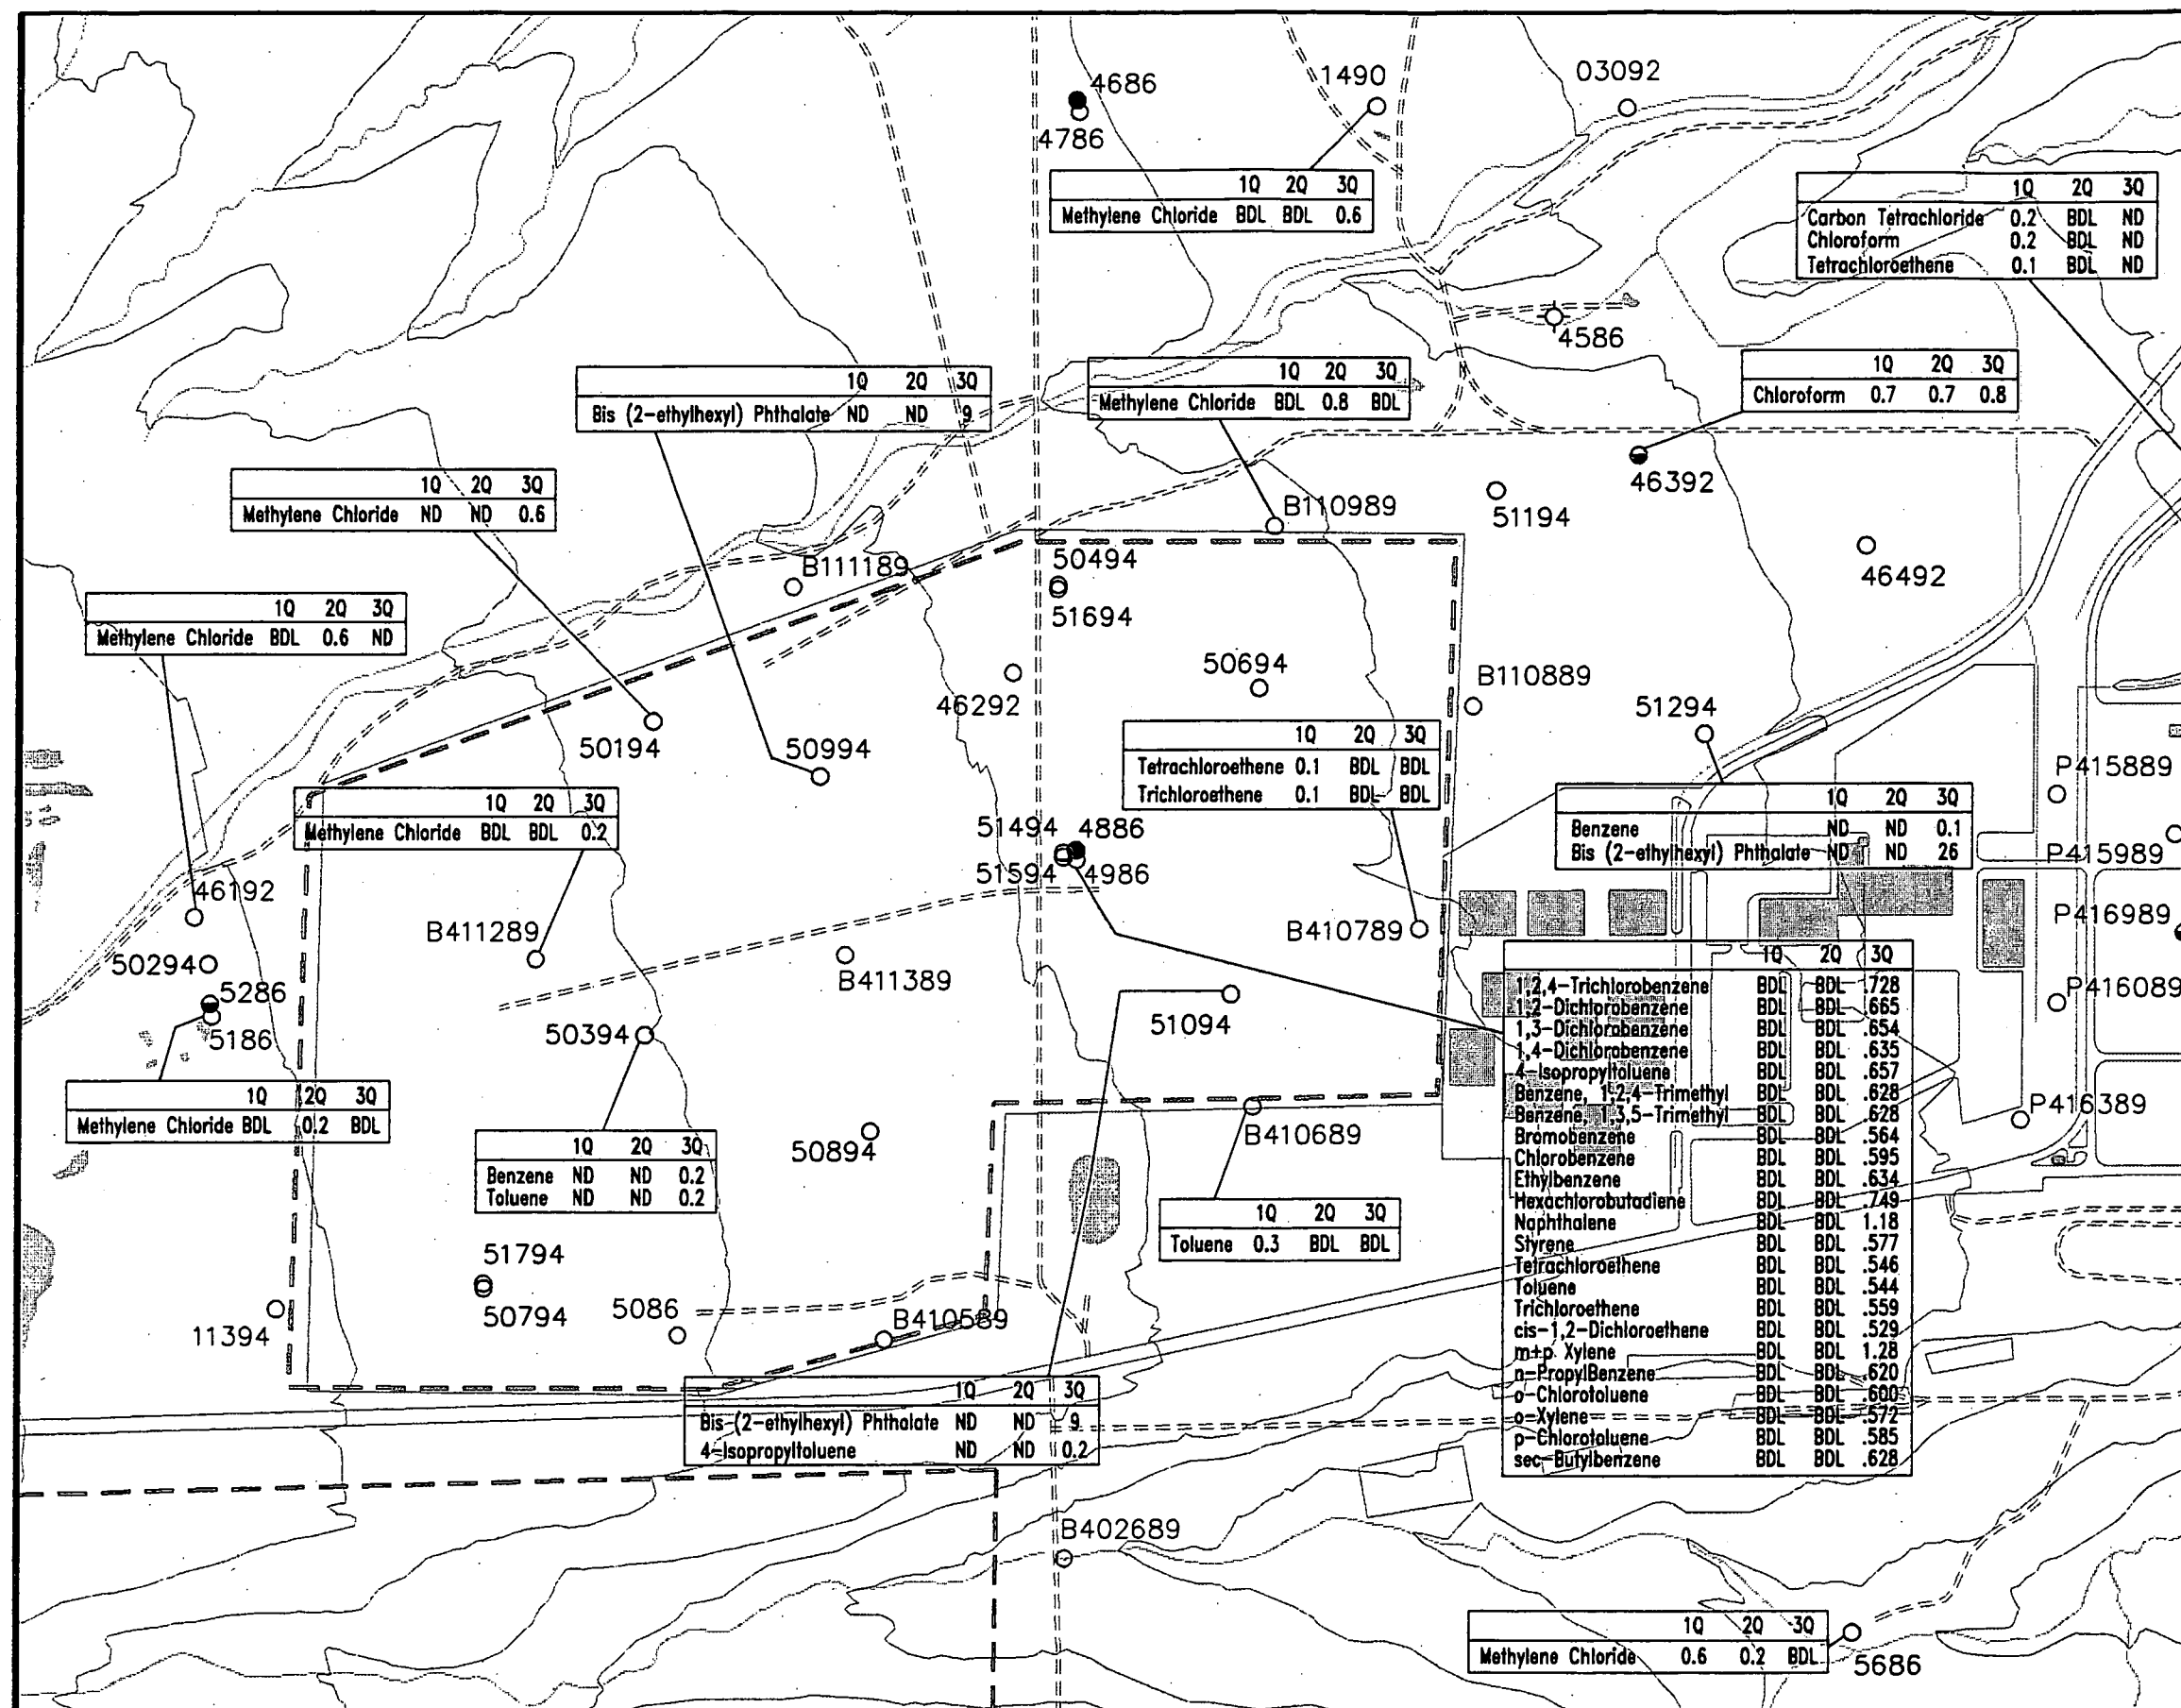 4686
4786
1490
03092
1Q 2Q 3Q
Methylene Chloride BDL BDL 0.6
1Q 2Q 3Q
Carbon Tetrachloride 0.2 BDL ND
Chloroform 0.2 BDL ND
Tetrachloroethene 0.1 BDL ND
4586
1Q 2Q 3Q
Bis (2-ethylhexyl) Phthalate ND ND 9
1Q 2Q 3Q
Methylene Chloride BDL 0.8 BDL
1Q 2Q 3Q
Chloroform 0.7 0.7 0.8
46392
1Q 2Q 3Q
Methylene Chloride ND ND 0.6
B110989
51194
46492
B111189
50494
51694
1Q 2Q 3Q
Methylene Chloride BDL 0.6 ND
50694
46292
B110889
51294
50194
50994
1Q 2Q 3Q
Tetrachloroethene 0.1 BDL BDL
Trichloroethene 0.1 BDL BDL
P415889
1Q 2Q 3Q
Methylene Chloride BDL BDL 0.2
51494 4886
51594 4986
1Q 2Q 3Q
Benzene ND ND 0.1
Bis (2-ethylhexyl) Phthalate ND ND 26
P415989
46192
B411289
B410789
P416989
50294
B411389
5286
5186
50394
51094
P416089
1Q 2Q 3Q
1,2,4-Trichlorobenzene BDL BDL .728
1,2-Dichlorobenzene BDL BDL .665
1,3-Dichlorobenzene BDL BDL .654
1,4-Dichlorobenzene BDL BDL .635
4-Isopropyltoluene BDL BDL .657
Benzene, 1,2,4-Trimethyl BDL BDL .628
Benzene, 1,3,5-Trimethyl BDL BDL .628
Bromobenzene BDL BDL .564
Chlorobenzene BDL BDL .595
Ethylbenzene BDL BDL .634
Hexachlorobutadiene BDL BDL .749
Naphthalene BDL BDL 1.18
Styrene BDL BDL .577
Tetrachloroethene BDL BDL .546
Toluene BDL BDL .544
Trichloroethene BDL BDL .559
cis-1,2-Dichloroethene BDL BDL .529
m+p Xylene BDL BDL 1.28
n-PropylBenzene BDL BDL .620
o-Chlorotoluene BDL BDL .600
o-Xylene BDL BDL .572
p-Chlorotoluene BDL BDL .585
sec-Butylbenzene BDL BDL .628
1Q 2Q 3Q
Methylene Chloride BDL 0.2 BDL
P416389
B410689
50894
1Q 2Q 3Q
Benzene ND ND 0.2
Toluene ND ND 0.2
1Q 2Q 3Q
Toluene 0.3 BDL BDL
51794
50794
5086
B410589
11394
1Q 2Q 3Q
Bis (2-ethylhexyl) Phthalate ND ND 9
4-Isopropyltoluene ND ND 0.2
B402689
1Q 2Q 3Q
Methylene Chloride 0.6 0.2 BDL
5686